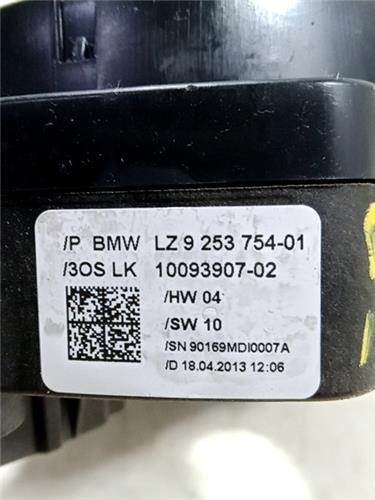 /P BMW LZ 9 253 754-01
/3OS LK 10093907-02
/HW 04
/SW 10
/SN 90169MDI0007A
/D 18.04.2013 12:06